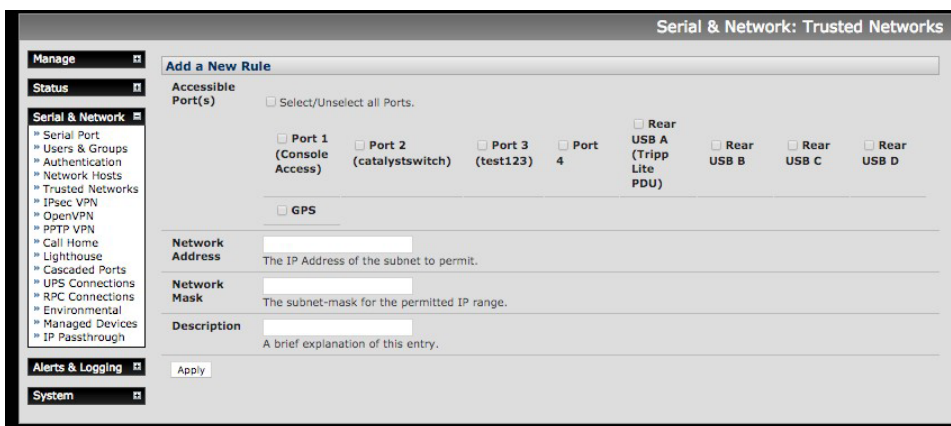 Serial & Network: Trusted Networks
Manage
Status
Serial & Network
» Serial Port
» Users & Groups
» Authentication
» Network Hosts
» Trusted Networks
» IPsec VPN
» OpenVPN
» PPTP VPN
» Call Home
» Lighthouse
» Cascaded Ports
» UPS Connections
» RPC Connections
» Environmental
» Managed Devices
» IP Passthrough
Alerts & Logging
System
Add a New Rule
Accessible
Port(s)
Select/Unselect all Ports.
Port 1
(Console
Access)
Port 2
(catalystswitch)
Port 3
(test123)
Port
4
Rear
USB A
(Tripp
Lite
PDU)
Rear
USB B
Rear
USB C
Rear
USB D
GPS
Network
Address
The IP Address of the subnet to permit.
Network
Mask
The subnet-mask for the permitted IP range.
Description
A brief explanation of this entry.
Apply